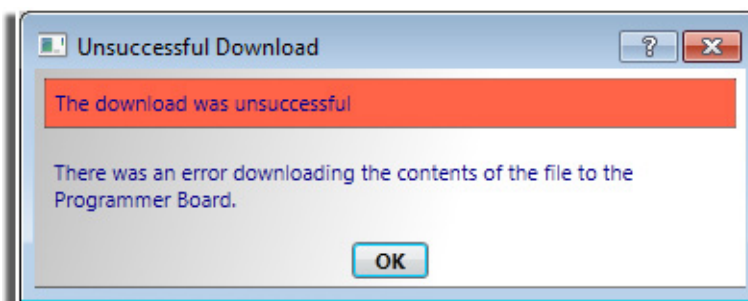 Unsuccessful Download
The download was unsuccessful
There was an error downloading the contents of the file to the
Programmer Board.
OK